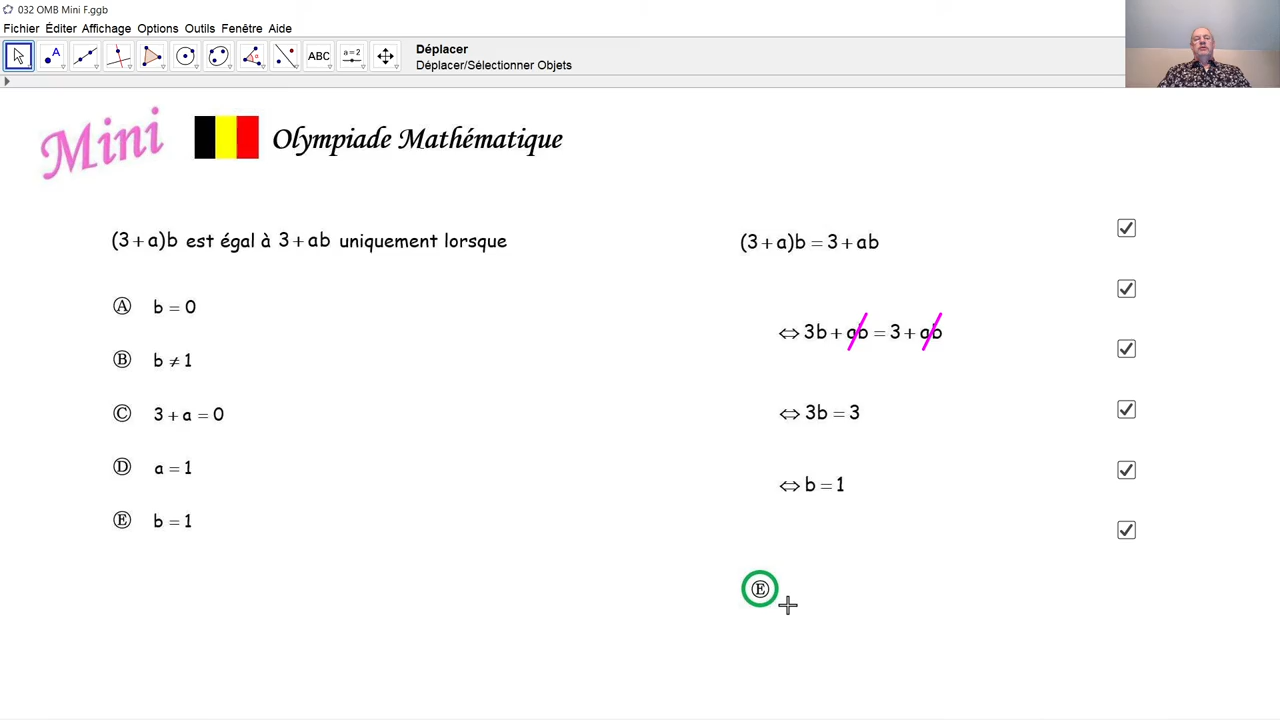 032 OMB Mini F.ggb
Fichier Éditer Affichage Options Outils Fenêtre Aide
A ABC a=2 Déplacer
Déplacer/Sélectionner Objets
Mini Olympiade Mathématique
(3+a)b est égal à 3+ab uniquement lorsque
Ⓐ b = 0
Ⓑ b ≠ 1
Ⓒ 3 + a = 0
Ⓓ a = 1
Ⓔ b = 1
(3+a)b = 3+ab
⇔ 3b + ab = 3 + ab
⇔ 3b = 3
⇔ b = 1
Ⓔ